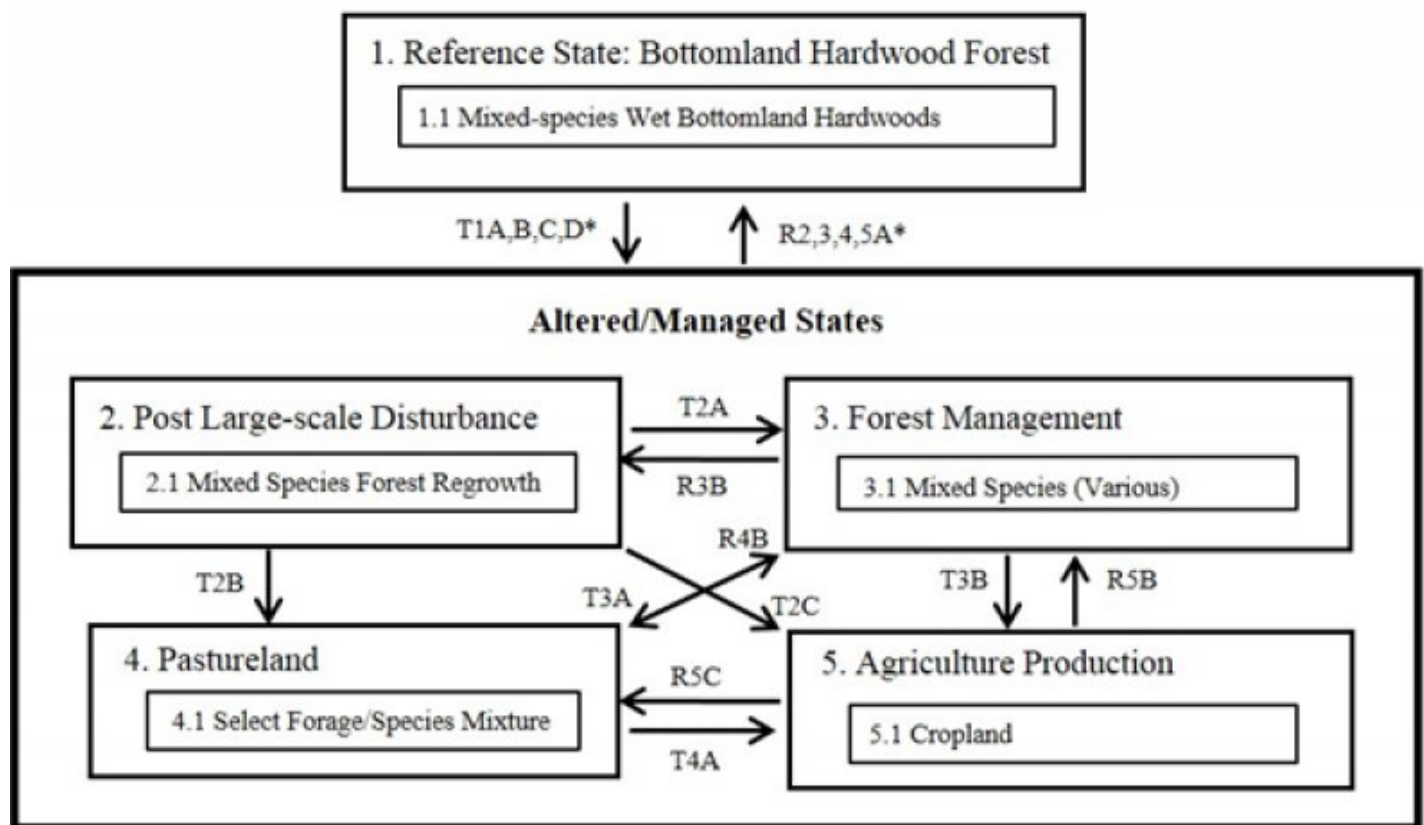 1. Reference State: Bottomland Hardwood Forest
1.1 Mixed-species Wet Bottomland Hardwoods
T1A,B,C,D*
R2,3,4,5A*
Altered/Managed States
2. Post Large-scale Disturbance
2.1 Mixed Species Forest Regrowth
T2A
R3B
3. Forest Management
3.1 Mixed Species (Various)
T2B
R4B
T3A
T2C
T3B
R5B
4. Pastureland
4.1 Select Forage/Species Mixture
R5C
T4A
5. Agriculture Production
5.1 Cropland